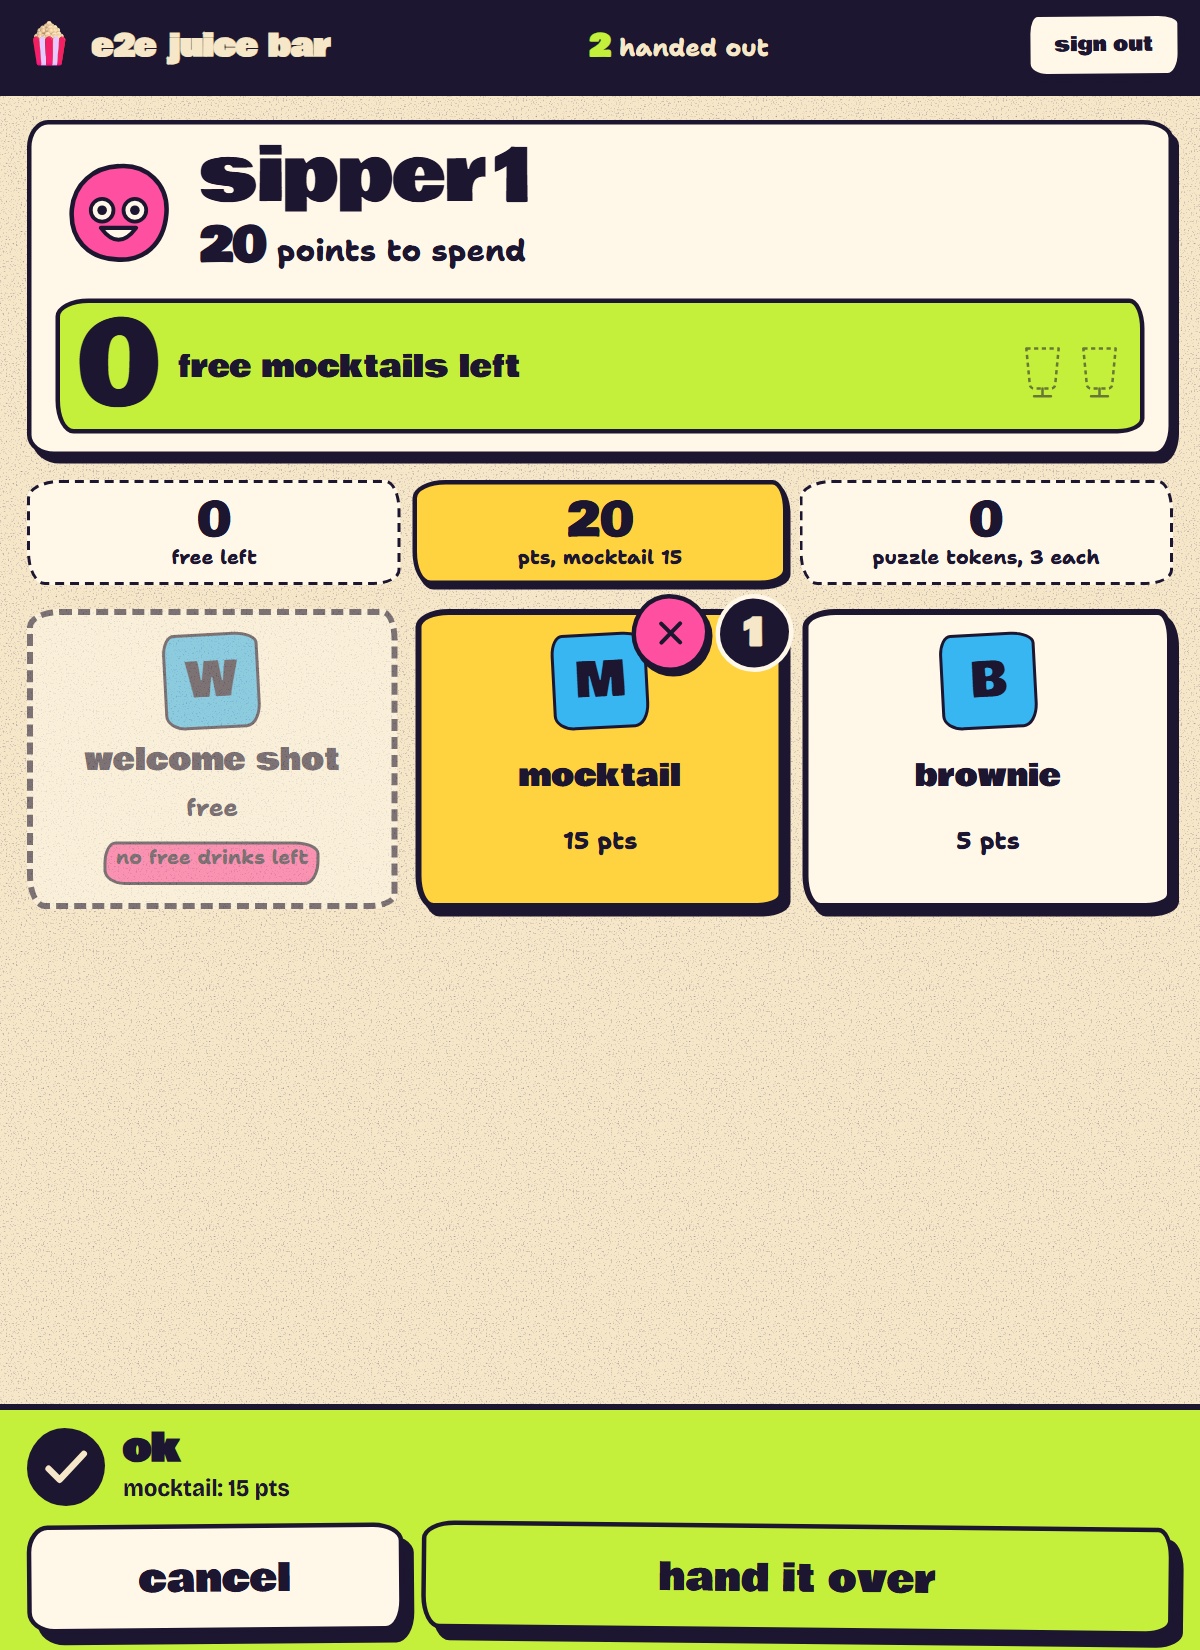 e2e juice bar
2 handed out
sign out
sipper1
20 points to spend
0 free mocktails left
0
free left
20
pts, mocktail 15
0
puzzle tokens, 3 each
W
welcome shot
free
no free drinks left
M
1
mocktail
15 pts
B
brownie
5 pts
ok
mocktail: 15 pts
cancel
hand it over